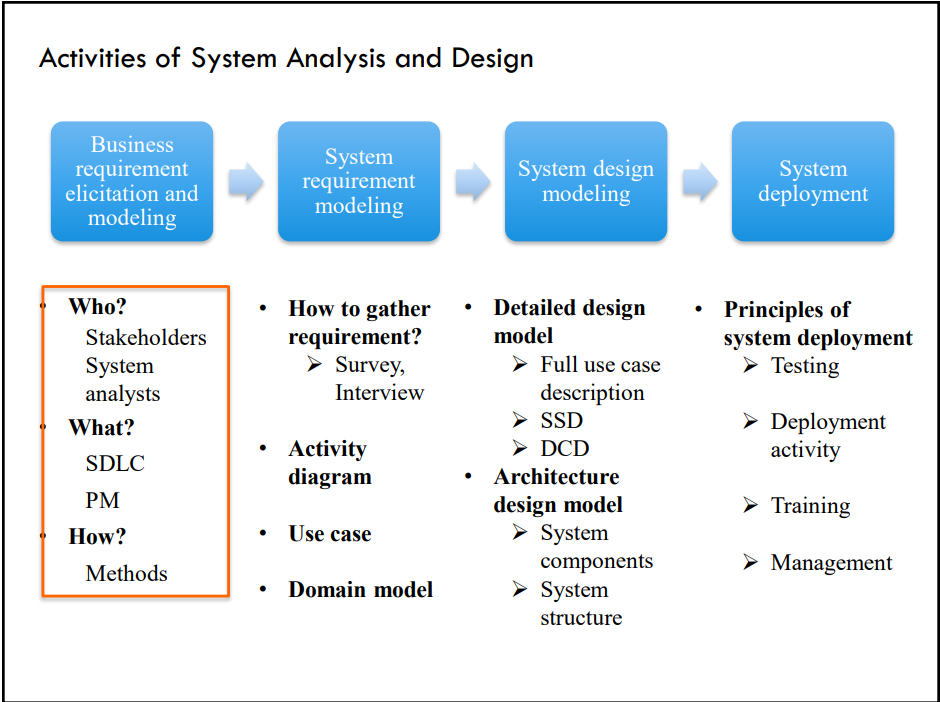 Activities of System Analysis and Design
Business
requirement
elicitation and
modeling
System
requirement
modeling
System design
modeling
System
deployment
• Who?
Stakeholders
System
analysts
• What?
SDLC
PM
• How?
Methods
• How to gather
requirement?
➢ Survey,
Interview
• Activity
diagram
• Use case
• Domain model
• Detailed design
model
➢ Full use case
description
➢ SSD
➢ DCD
• Architecture
design model
➢ System
components
➢ System
structure
• Principles of
system deployment
➢ Testing
➢ Deployment
activity
➢ Training
➢ Management